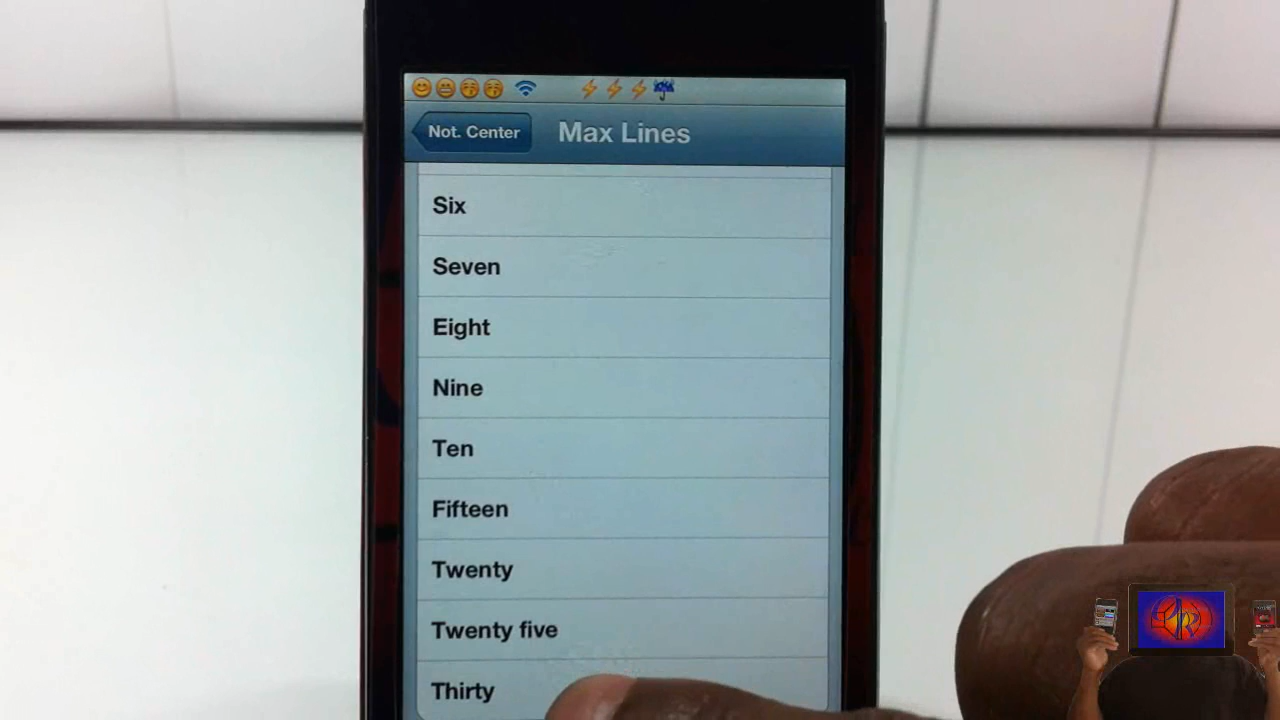 Not. Center
Max Lines
Six
Seven
Eight
Nine
Ten
Fifteen
Twenty
Twenty five
Thirty